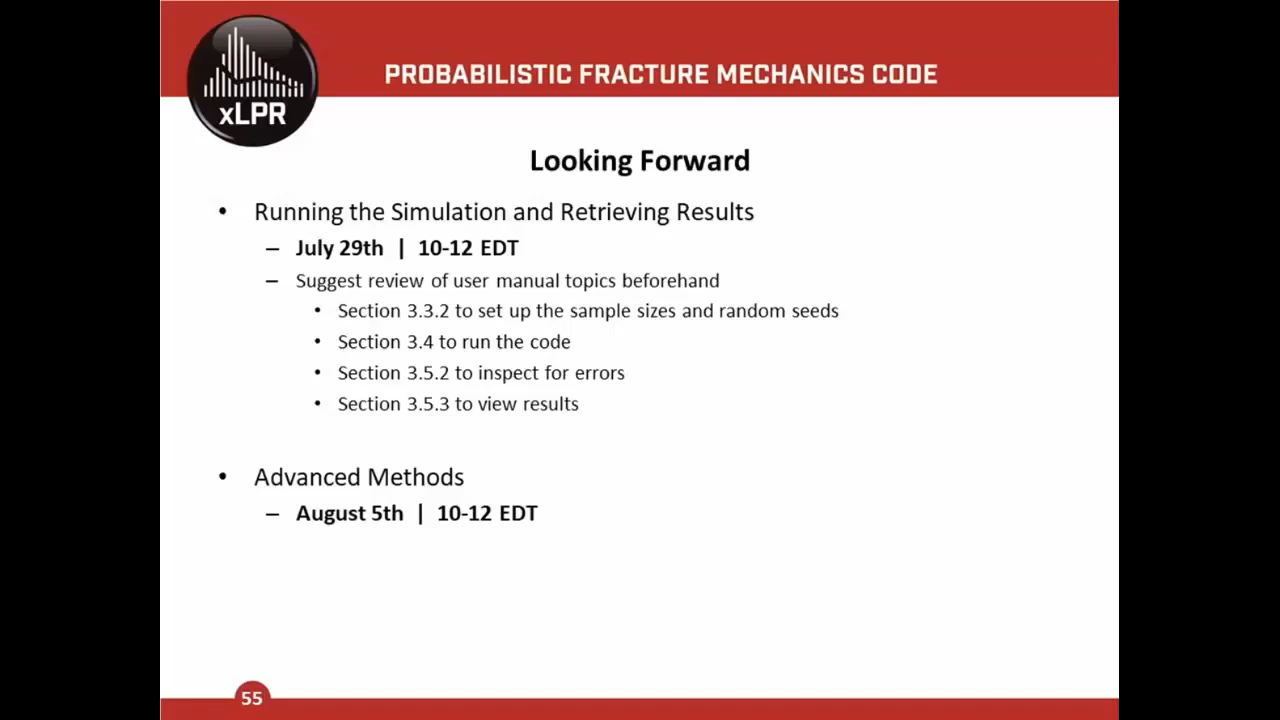 xLPR
PROBABILISTIC FRACTURE MECHANICS CODE
Looking Forward
• Running the Simulation and Retrieving Results
– July 29th | 10-12 EDT
– Suggest review of user manual topics beforehand
• Section 3.3.2 to set up the sample sizes and random seeds
• Section 3.4 to run the code
• Section 3.5.2 to inspect for errors
• Section 3.5.3 to view results
• Advanced Methods
– August 5th | 10-12 EDT
55